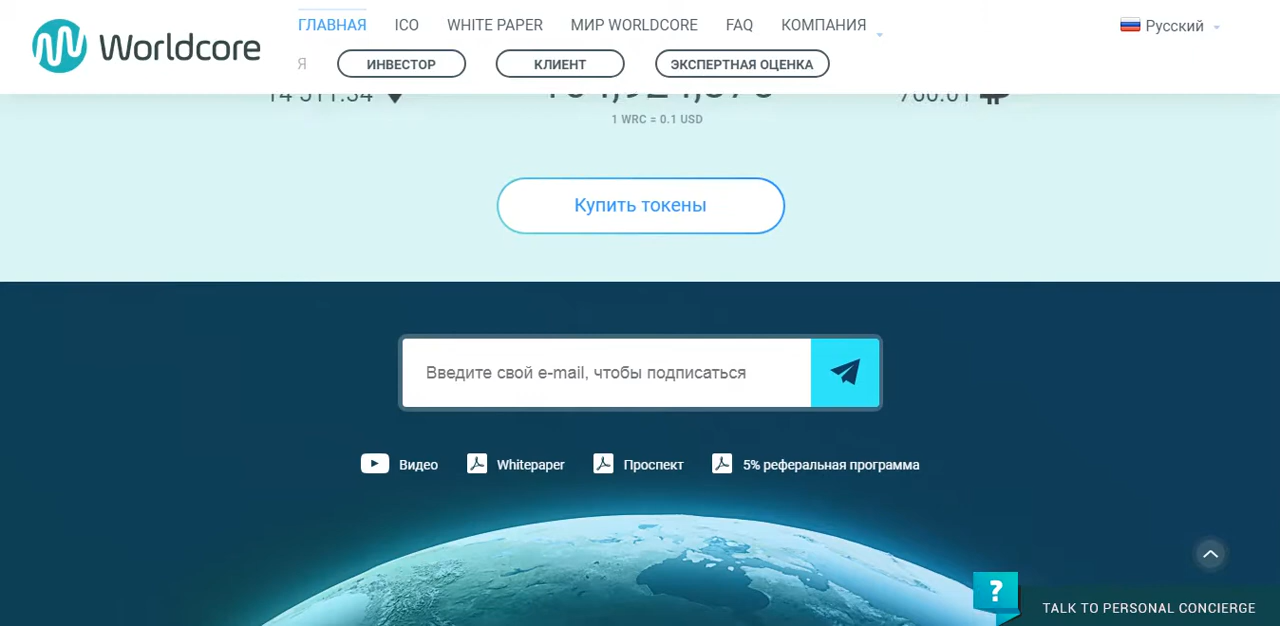 Worldcore
ГЛАВНАЯ ICO WHITE PAPER МИР WORLDCORE FAQ КОМПАНИЯ
Русский
Я ИНВЕСТОР КЛИЕНТ ЭКСПЕРТНАЯ ОЦЕНКА
1 WRC = 0.1 USD
Купить токены
Введите свой e-mail, чтобы подписаться
Видео Whitepaper Проспект 5% реферальная программа
?
TALK TO PERSONAL CONCIERGE